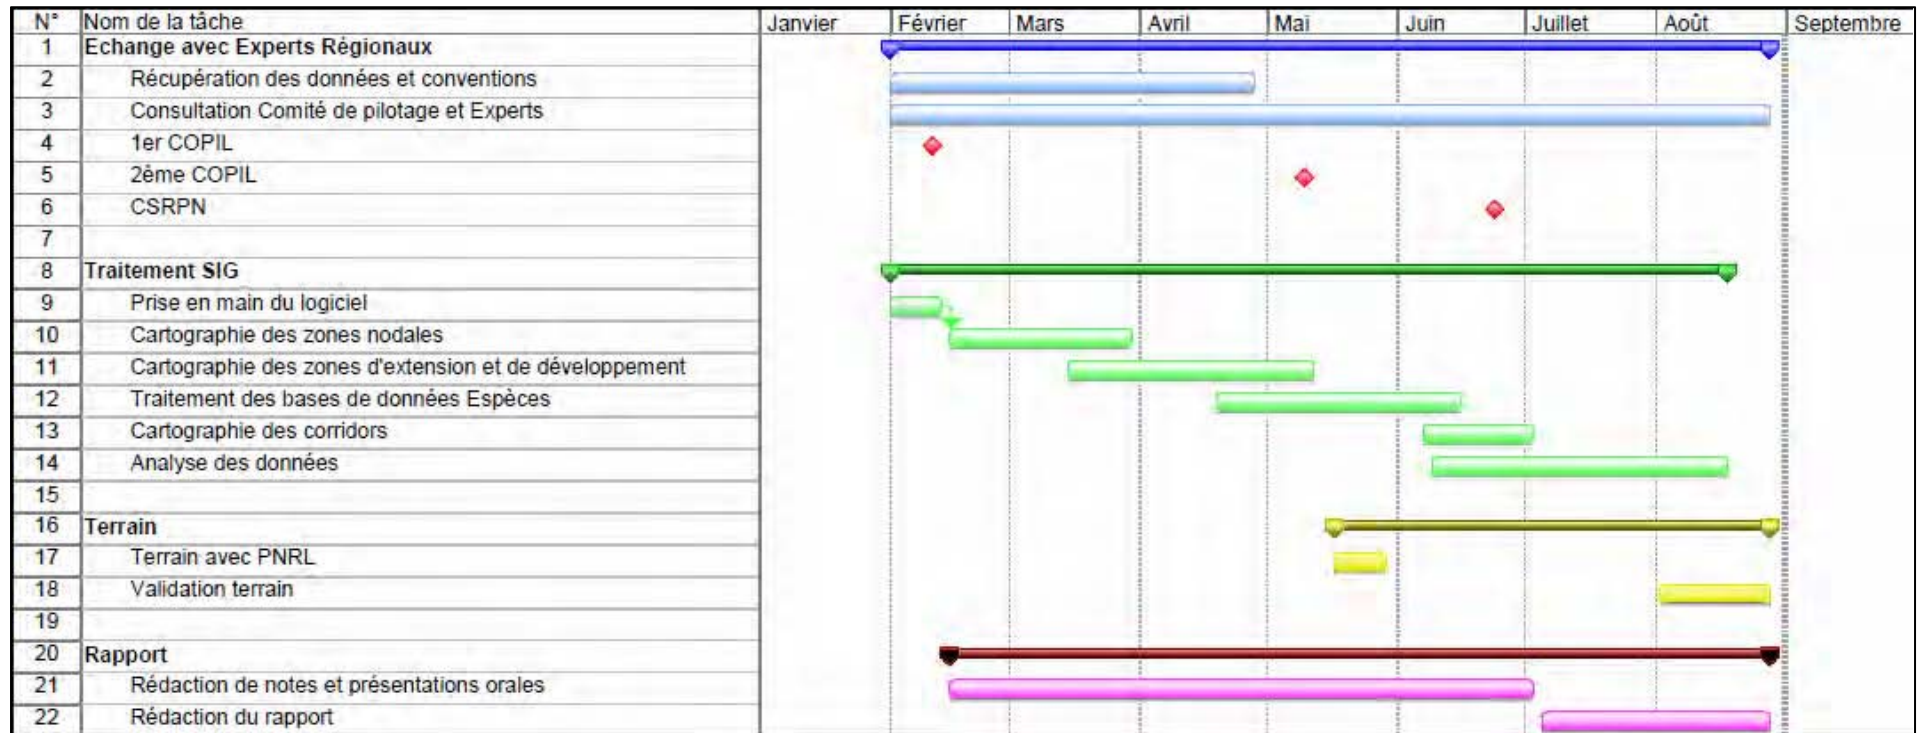 N° Nom de la tâche Janvier Février Mars Avril Mai Juin Juillet Août Septembre
1 Echange avec Experts Régionaux
2 Récupération des données et conventions
3 Consultation Comité de pilotage et Experts
4 1er COPIL
5 2ème COPIL
6 CSRPN
7
8 Traitement SIG
9 Prise en main du logiciel
10 Cartographie des zones nodales
11 Cartographie des zones d'extension et de développement
12 Traitement des bases de données Espèces
13 Cartographie des corridors
14 Analyse des données
15
16 Terrain
17 Terrain avec PNRL
18 Validation terrain
19
20 Rapport
21 Rédaction de notes et présentations orales
22 Rédaction du rapport